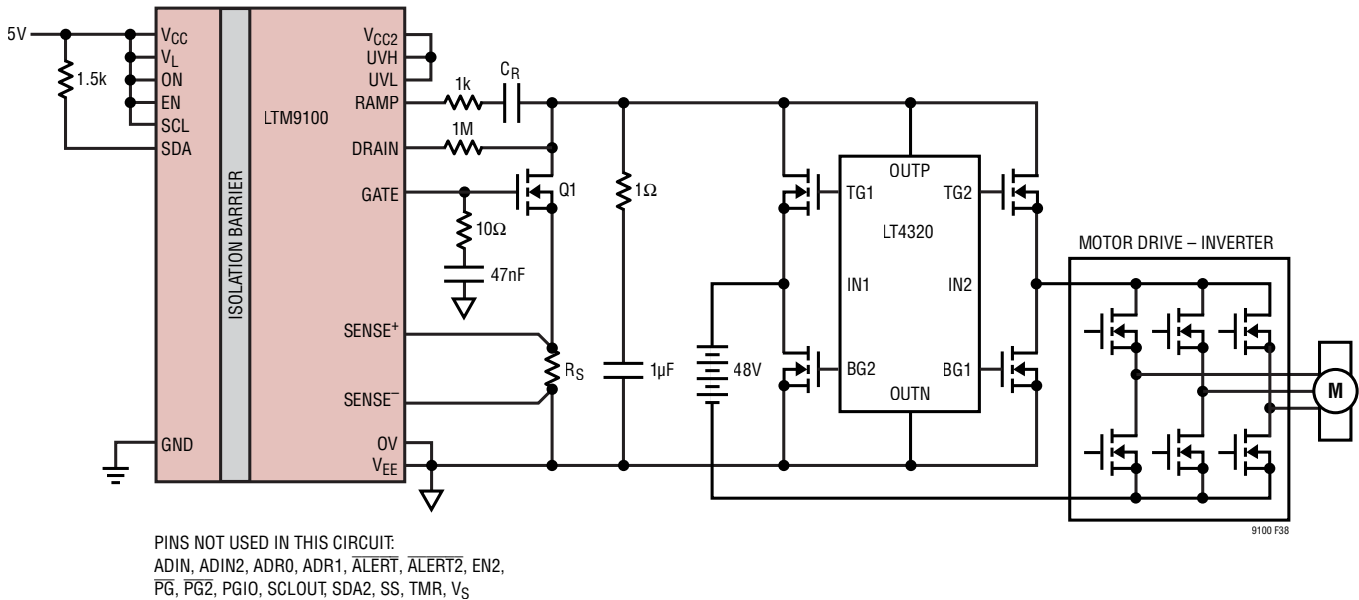 5V
1.5k
VCC
VL
ON
EN
SCL
SDA
GND
ISOLATION BARRIER
LTM9100
VCC2
UVH
UVL
RAMP
DRAIN
GATE
SENSE+
SENSE−
0V
VEE
1k
CR
1M
Q1
10Ω
47nF
RS
1Ω
1µF
48V
OUTP
TG1
TG2
LT4320
IN1
IN2
BG2
BG1
OUTN
MOTOR DRIVE – INVERTER
M
9100 F38
PINS NOT USED IN THIS CIRCUIT:
ADIN, ADIN2, ADR0, ADR1, ALERT, ALERT2, EN2,
PG, PG2, PGIO, SCLOUT, SDA2, SS, TMR, VS